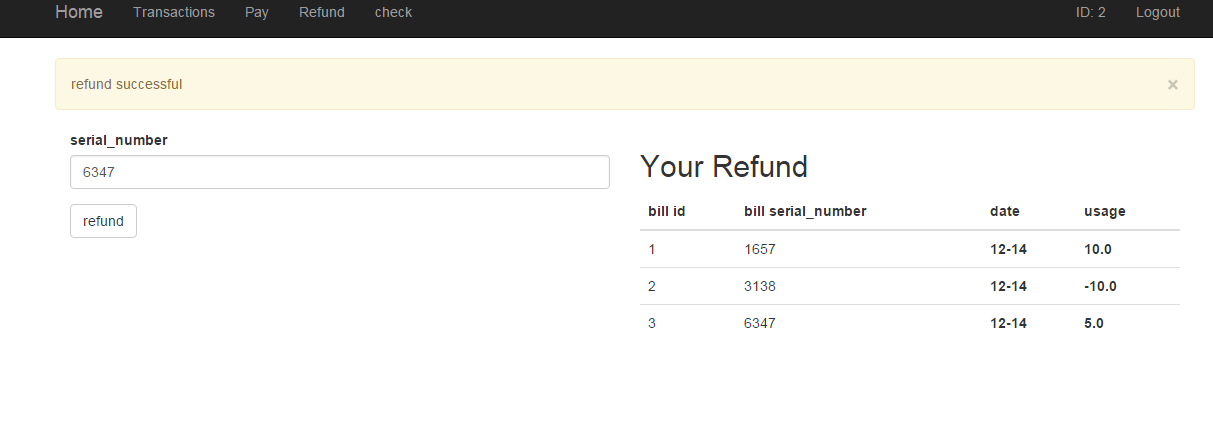 Home Transactions Pay Refund check ID: 2 Logout
refund successful ×
serial_number
6347
refund
Your Refund
bill id bill serial_number date usage
1 1657 12-14 10.0
2 3138 12-14 -10.0
3 6347 12-14 5.0